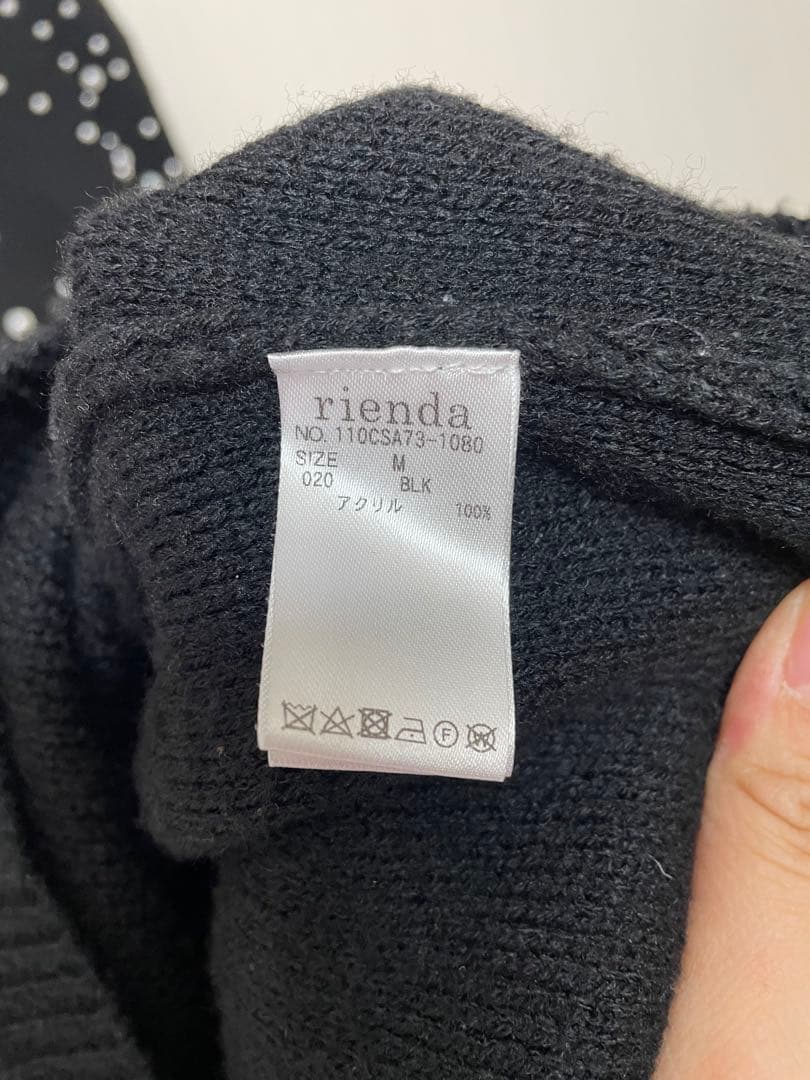 rienda
NO. 110CSA73-1080
SIZE M
020 BLK
アクリル 100%
F W